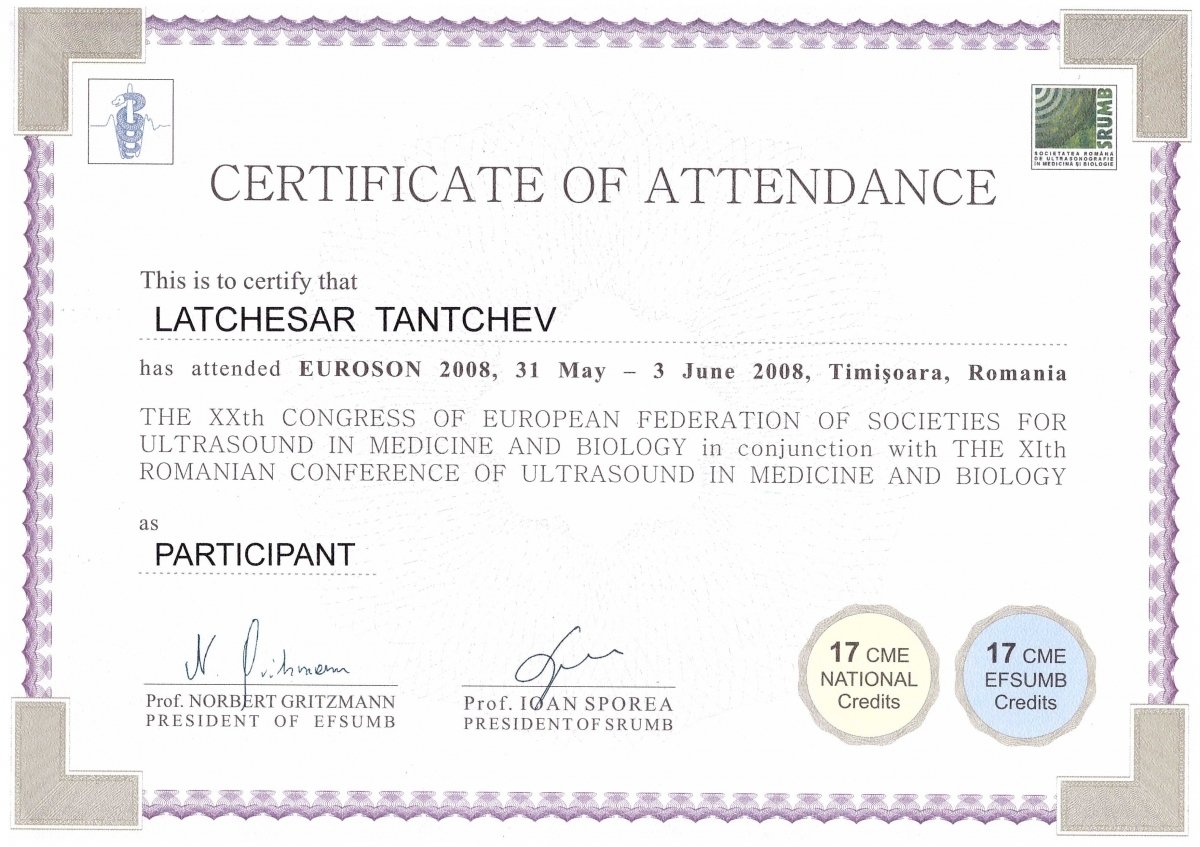 SRUMB
SOCIETATEA ROMÂNĂ
DE ULTRASONOGRAFIE
ÎN MEDICINĂ ȘI BIOLOGIE
CERTIFICATE OF ATTENDANCE
This is to certify that
LATCHESAR TANTCHEV
has attended EUROSON 2008, 31 May – 3 June 2008, Timişoara, Romania
THE XXth CONGRESS OF EUROPEAN FEDERATION OF SOCIETIES FOR
ULTRASOUND IN MEDICINE AND BIOLOGY in conjunction with THE XIth
ROMANIAN CONFERENCE OF ULTRASOUND IN MEDICINE AND BIOLOGY
as
PARTICIPANT
N. Gritzmann
Prof. NORBERT GRITZMANN
PRESIDENT OF EFSUMB
Prof. IOAN SPOREA
PRESIDENT OF SRUMB
17 CME
NATIONAL
Credits
17 CME
EFSUMB
Credits